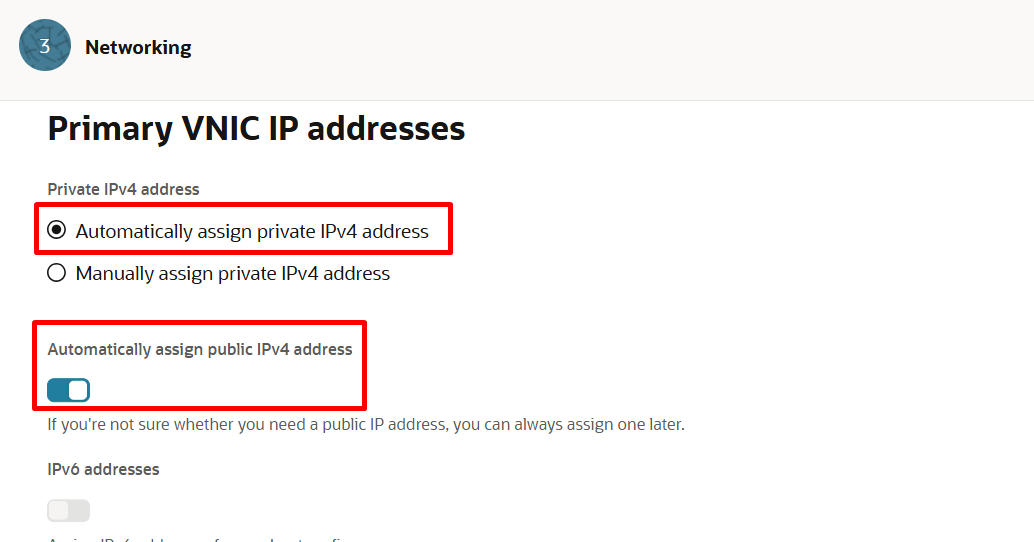 3
Networking
Primary VNIC IP addresses
Private IPv4 address
Automatically assign private IPv4 address
Manually assign private IPv4 address
Automatically assign public IPv4 address
If you're not sure whether you need a public IP address, you can always assign one later.
IPv6 addresses